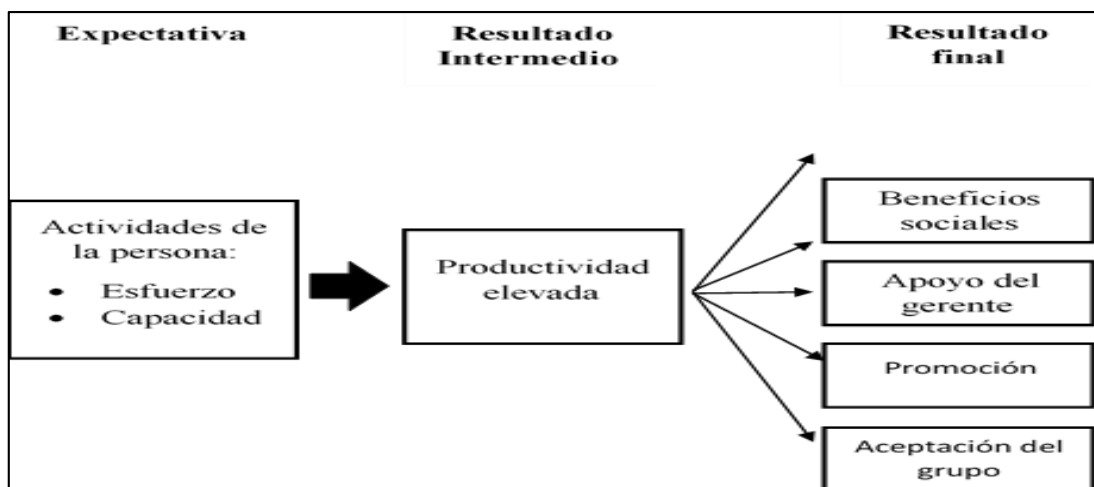 Expectativa
Resultado
Intermedio
Resultado
final
Actividades de
la persona:
• Esfuerzo
• Capacidad
Productividad
elevada
Beneficios
sociales
Apoyo del
gerente
Promoción
Aceptación del
grupo